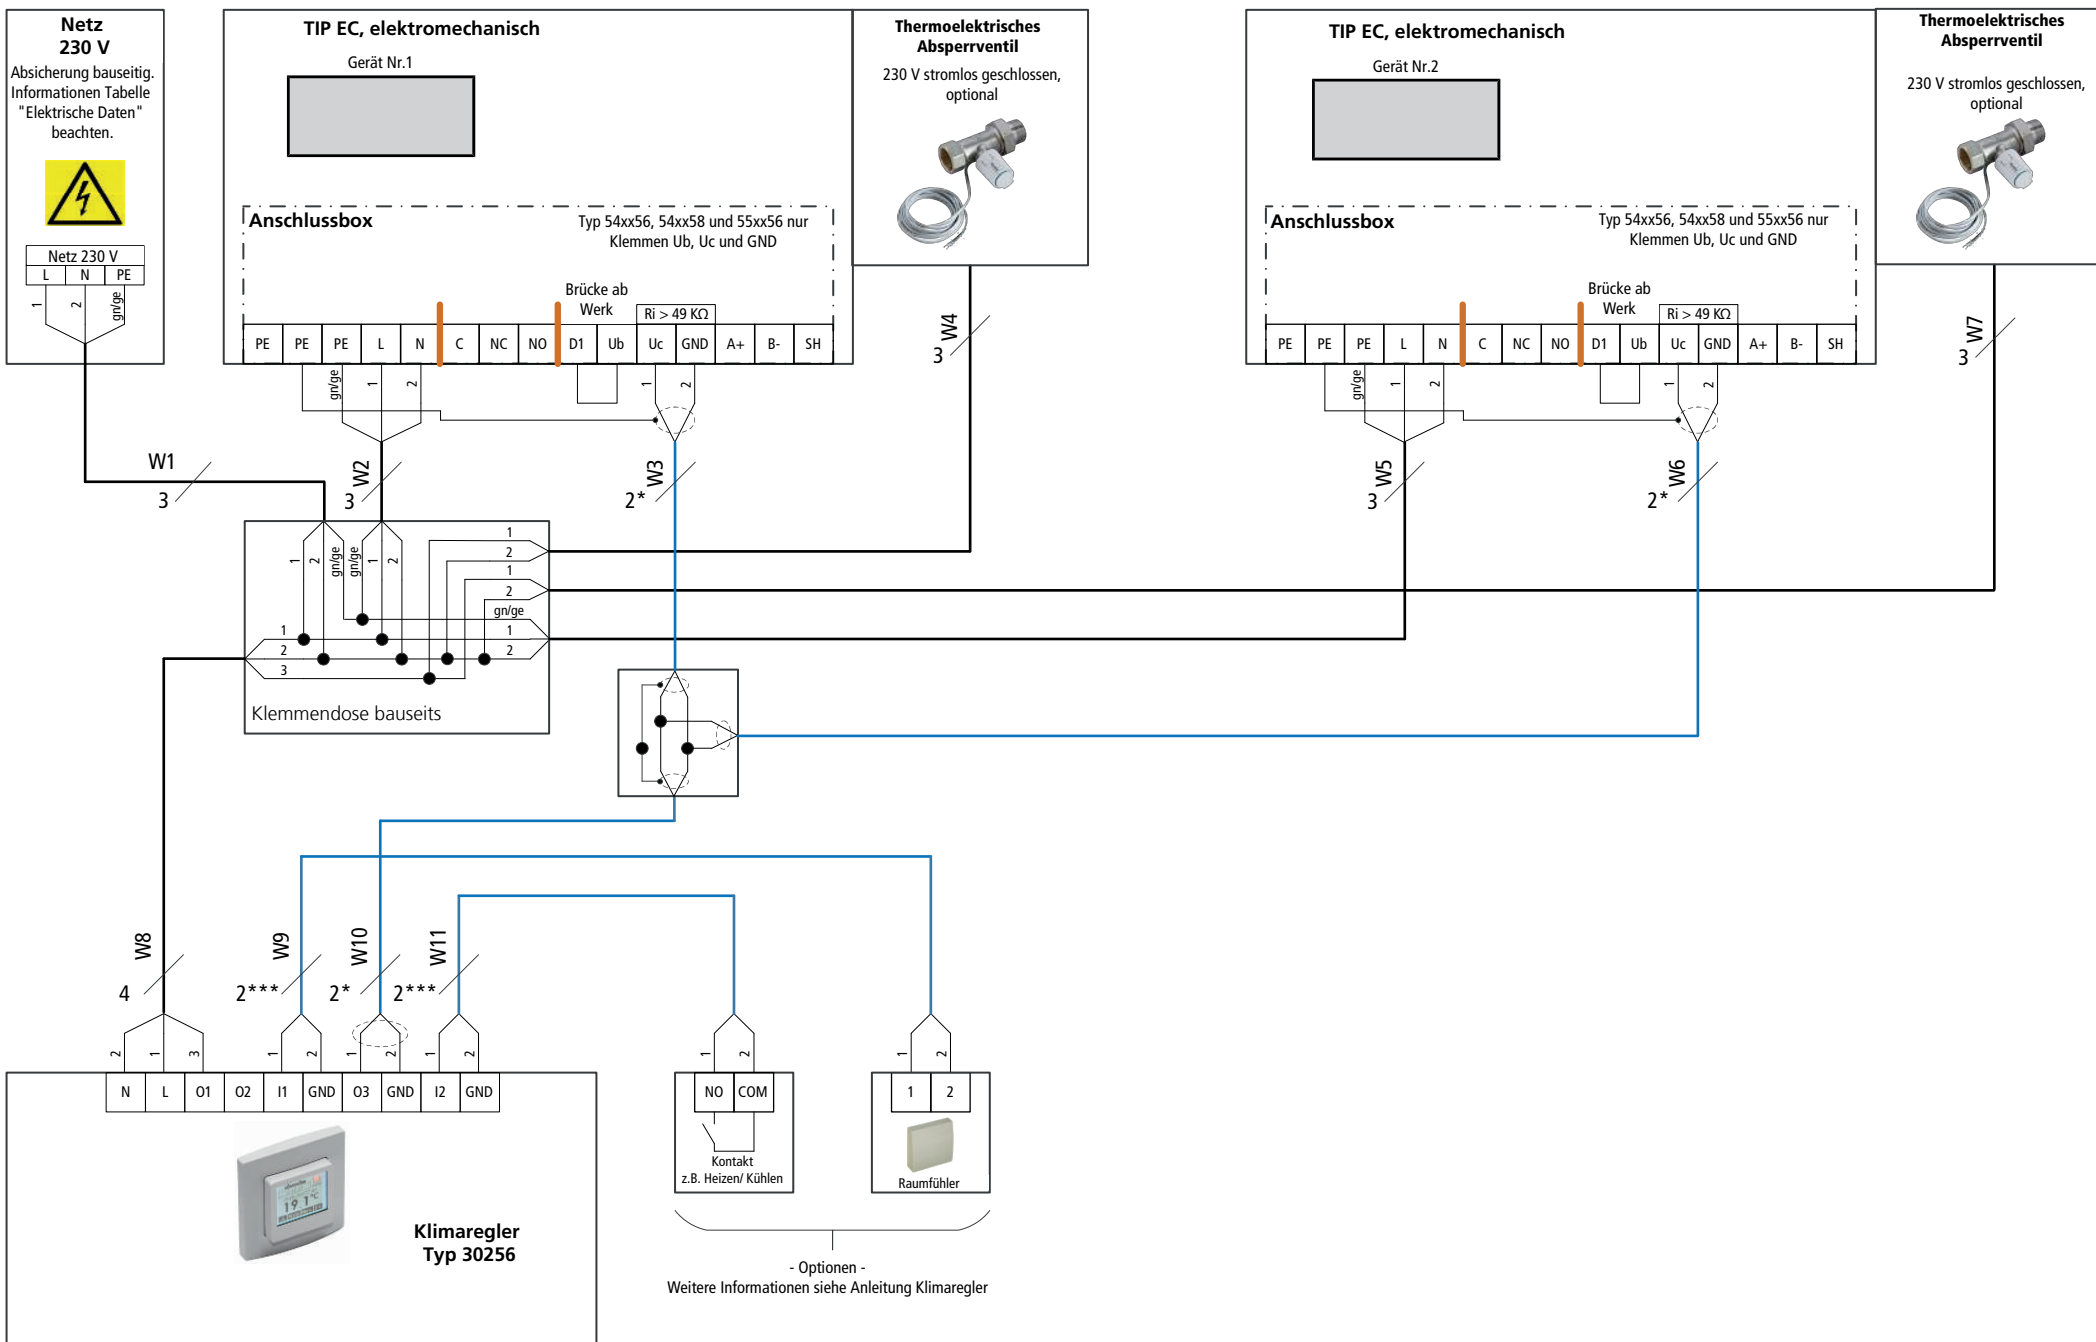 Netz
230 V
Absicherung bauseitig.
Informationen Tabelle
"Elektrische Daten"
beachten.
Netz 230 V
L N PE
1 2 gn/ge
TIP EC, elektromechanisch
Gerät Nr.1
Anschlussbox
Typ 54xx56, 54xx58 und 55xx56 nur
Klemmen Ub, Uc und GND
Brücke ab
Werk
Ri > 49 KΩ
PE PE PE L N C NC NO D1 Ub Uc GND A+ B- SH
gn/ge 1 2 1 2
Thermoelektrisches
Absperrventil
230 V stromlos geschlossen,
optional
TIP EC, elektromechanisch
Gerät Nr.2
Anschlussbox
Typ 54xx56, 54xx58 und 55xx56 nur
Klemmen Ub, Uc und GND
Brücke ab
Werk
Ri > 49 KΩ
PE PE PE L N C NC NO D1 Ub Uc GND A+ B- SH
gn/ge 1 2 1 2
Thermoelektrisches
Absperrventil
230 V stromlos geschlossen,
optional
W1
3
W2
3
W3
2*
W4
3
W5
3
W6
2*
W7
3
1 2 gn/ge gn/ge 1 2
1
2
1
2
gn/ge
1
2
1
2
3
Klemmendose bauseits
W8
4
W9
2***
W10
2*
W11
2***
2 1 3 1 2 1 2 1 2
N L O1 O2 I1 GND O3 GND I2 GND
19 1°C
Klimaregler
Typ 30256
1 2
NO COM
Kontakt
z.B. Heizen/ Kühlen
1 2
1 2
Raumfühler
- Optionen -
Weitere Informationen siehe Anleitung Klimaregler